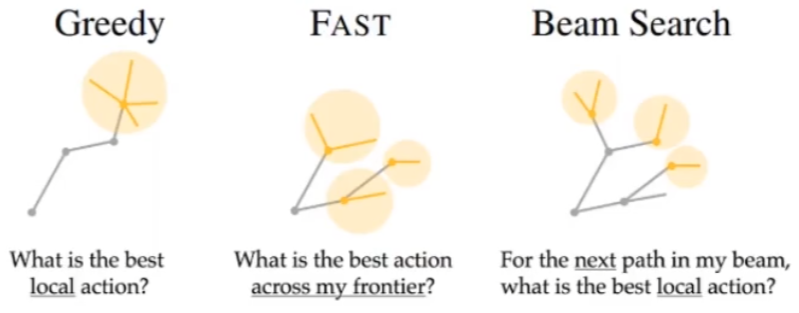 Greedy
FAST
Beam Search
What is the best
local action?
What is the best action
across my frontier?
For the next path in my beam,
what is the best local action?